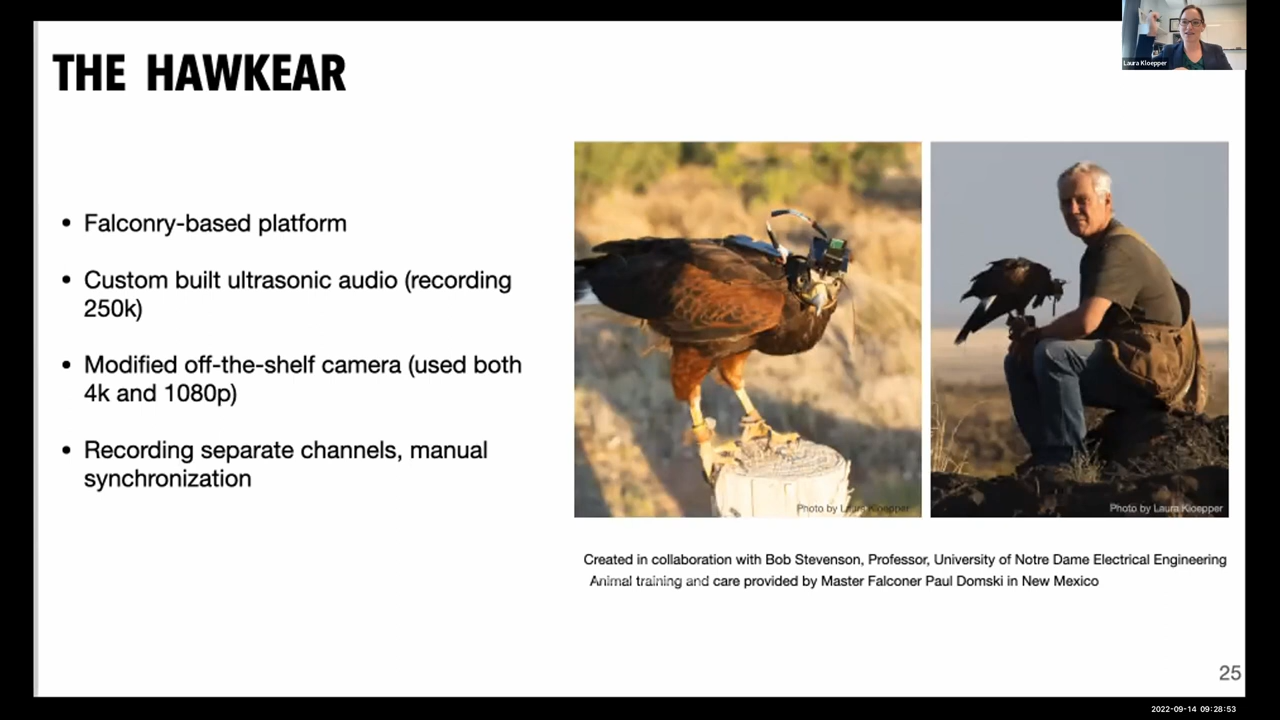 THE HAWKEAR
Laura Kloepper
• Falconry-based platform
• Custom built ultrasonic audio (recording
250k)
• Modified off-the-shelf camera (used both
4k and 1080p)
• Recording separate channels, manual
synchronization
Photo by Laura Kloepper
Photo by Laura Kloepper
Created in collaboration with Bob Stevenson, Professor, University of Notre Dame Electrical Engineering
Animal training and care provided by Master Falconer Paul Domski in New Mexico
25
2022-09-14 09:28:53